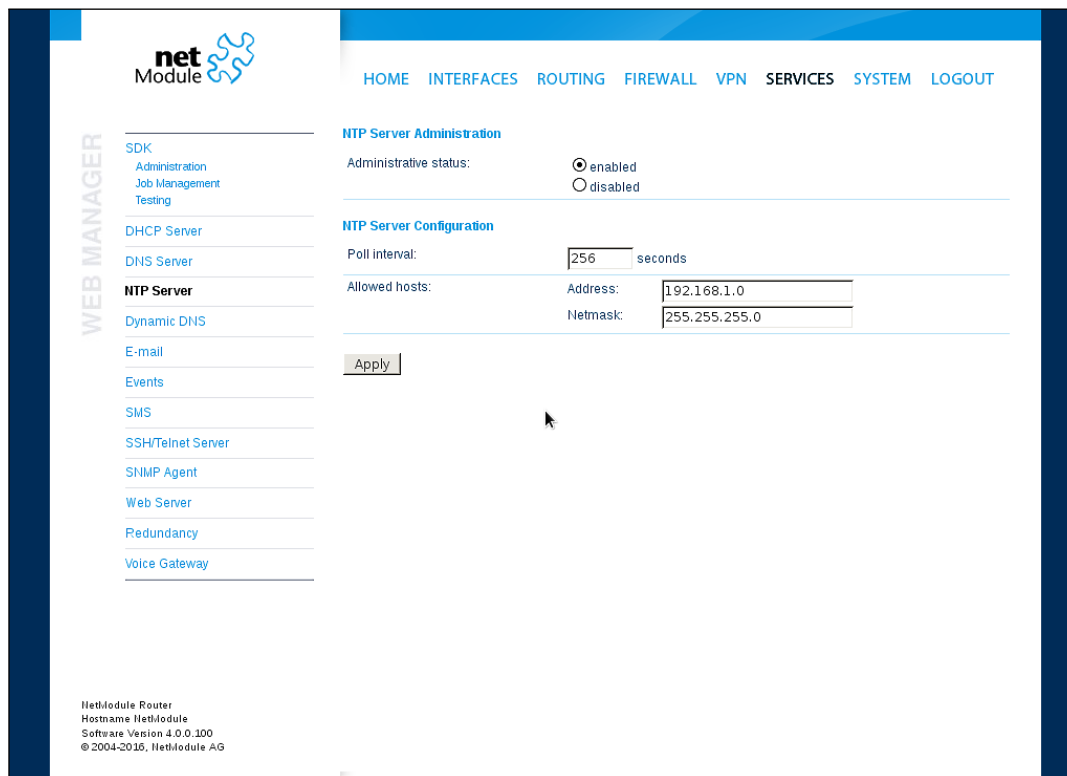 net
Module
HOME INTERFACES ROUTING FIREWALL VPN SERVICES SYSTEM LOGOUT
WEB MANAGER
SDK
Administration
Job Management
Testing
DHCP Server
DNS Server
NTP Server
Dynamic DNS
E-mail
Events
SMS
SSH/Telnet Server
SNMP Agent
Web Server
Redundancy
Voice Gateway
NTP Server Administration
Administrative status:
enabled
disabled
NTP Server Configuration
Poll interval: 256 seconds
Allowed hosts: Address: 192.168.1.0
Netmask: 255.255.255.0
Apply
NetModule Router
Hostname NetModule
Software Version 4.0.0.100
© 2004-2016, NetModule AG